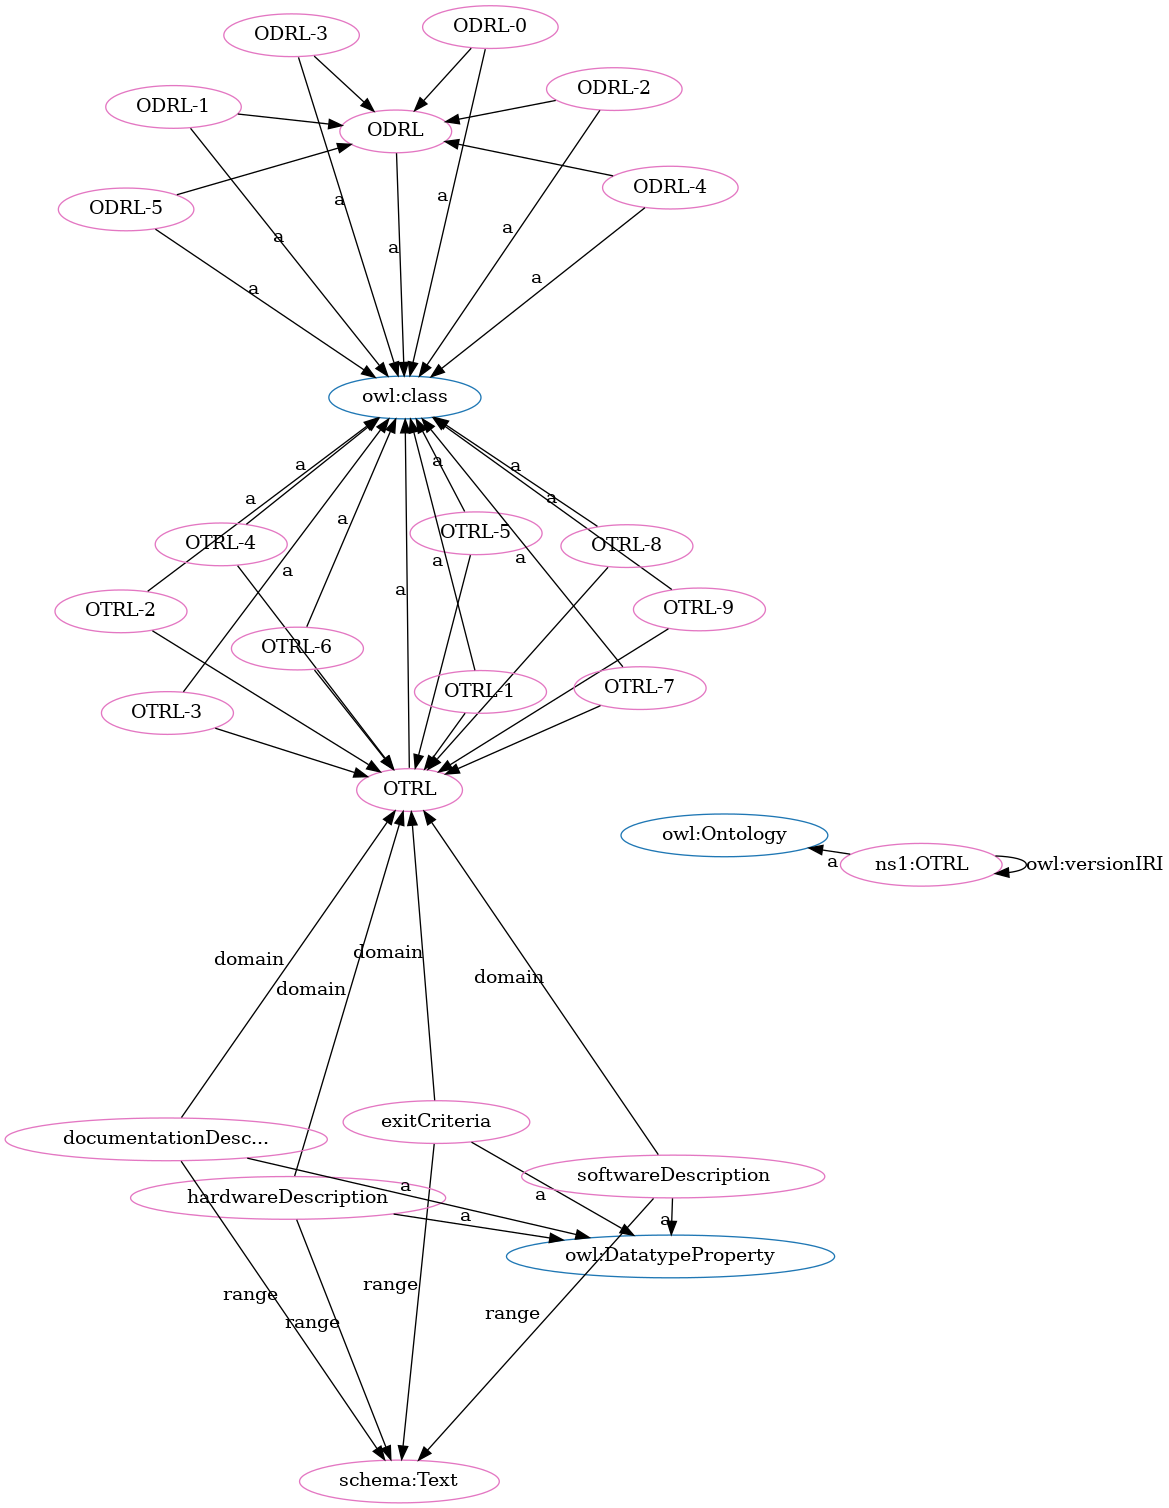 ODRL-3
ODRL-0
ODRL-2
ODRL-1
ODRL
ODRL-4
ODRL-5
a
a
a
a
a
a
a
owl:class
a
a
a
a
a
a
a
a
a
a
OTRL-4
OTRL-5
OTRL-8
OTRL-2
OTRL-9
OTRL-6
OTRL-1
OTRL-7
OTRL-3
OTRL
owl:Ontology
a
ns1:OTRL
owl:versionIRI
domain
domain
domain
domain
documentationDesc...
exitCriteria
softwareDescription
hardwareDescription
a
a
a
a
owl:DatatypeProperty
range
range
range
range
schema:Text